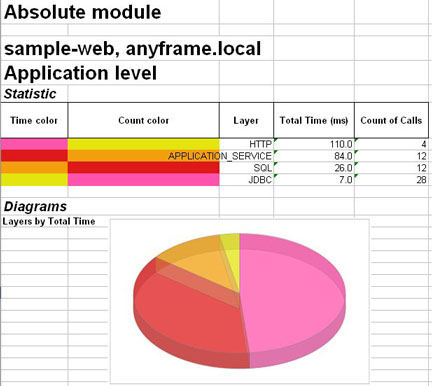 Absolute module
sample-web, anyframe.local
Application level
Statistic
Time color Count color Layer Total Time (ms) Count of Calls
HTTP 110.0 4
APPLICATION_SERVICE 84.0 12
SQL 26.0 12
JDBC 7.0 28
Diagrams
Layers by Total Time